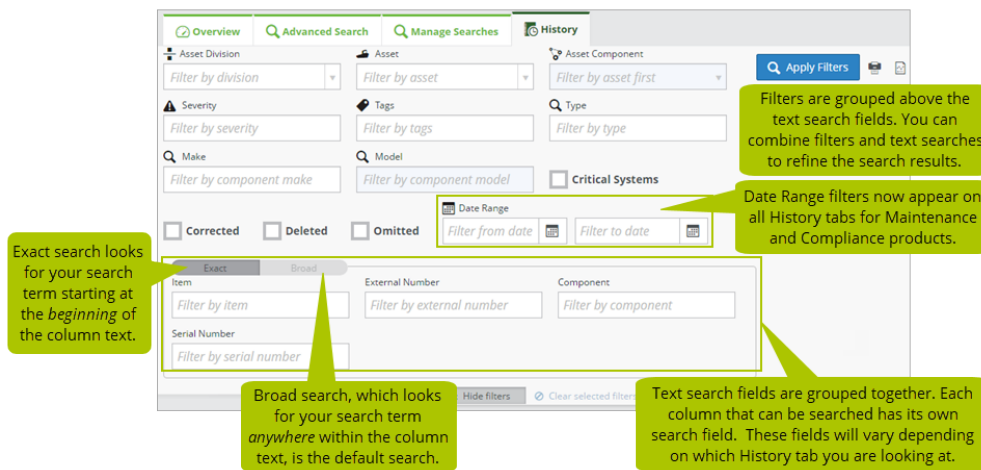 Overview
Advanced Search
Manage Searches
History
Asset Division
Asset
Asset Component
Filter by division
Filter by asset
Filter by asset first
Apply Filters
Severity
Tags
Type
Filter by severity
Filter by tags
Filter by type
Make
Model
Filter by component make
Filter by component model
Critical Systems
Filters are grouped above the
text search fields. You can
combine filters and text searches
to refine the search results.
Date Range
Corrected
Deleted
Omitted
Filter from date
Filter to date
Date Range filters now appear on
all History tabs for Maintenance
and Compliance products.
Exact search looks
for your search
term starting at
the beginning of
the column text.
Exact
Broad
Item
External Number
Component
Filter by item
Filter by external number
Filter by component
Serial Number
Filter by serial number
Hide filters
Clear selected filters
Broad search, which looks
for your search term
anywhere within the column
text, is the default search.
Text search fields are grouped together. Each
column that can be searched has its own
search field. These fields will vary depending
on which History tab you are looking at.